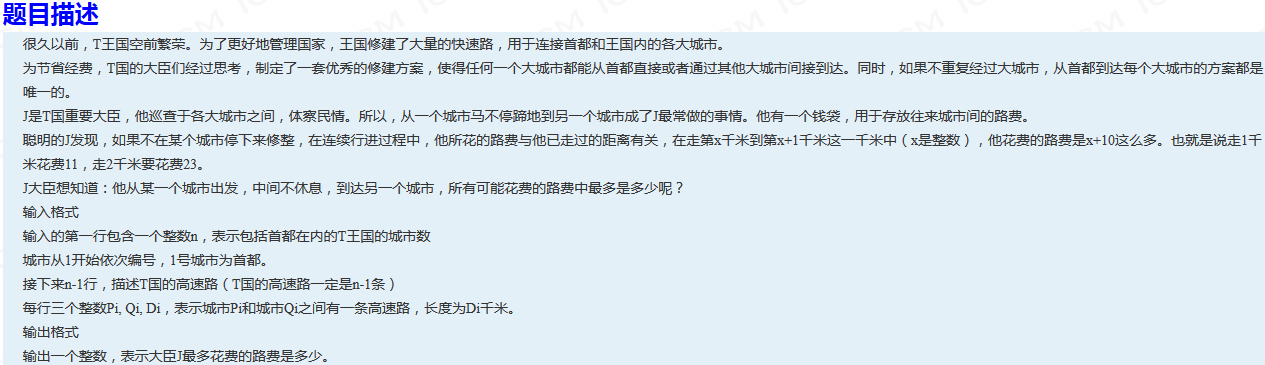 题目描述
很久以前，T王国空前繁荣。为了更好地管理国家，王国修建了大量的快速路，用于连接首都和王国内的各大城市。
为节省经费，T国的大臣们经过思考，制定了一套优秀的修建方案，使得任何一个大城市都能从首都直接或者通过其他大城市间接到达。同时，如果不重复经过大城市，从首都到达每个大城市的方案都是
唯一的。
J是T国重要大臣，他巡查于各大城市之间，体察民情。所以，从一个城市马不停蹄地到另一个城市成了J最常做的事情。他有一个钱袋，用于存放往来城市间的路费。
聪明的J发现，如果不在某个城市停下来修整，在连续行进过程中，他所花的路费与他已走过的距离有关，在走第x千米到第x+1千米这一千米中（x是整数），他花费的路费是x+10这么多。也就是说走1千
米花费11，走2千米要花费23。
J大臣想知道：他从某一个城市出发，中间不休息，到达另一个城市，所有可能花费的路费中最多是多少呢？
输入格式
输入的第一行包含一个整数n，表示包括首都在内的T王国的城市数
城市从1开始依次编号，1号城市为首都。
接下来n-1行，描述T国的高速路（T国的高速路一定是n-1条）
每行三个整数Pi, Qi, Di，表示城市Pi和城市Qi之间有一条高速路，长度为Di千米。
输出格式
输出一个整数，表示大臣J最多花费的路费是多少。